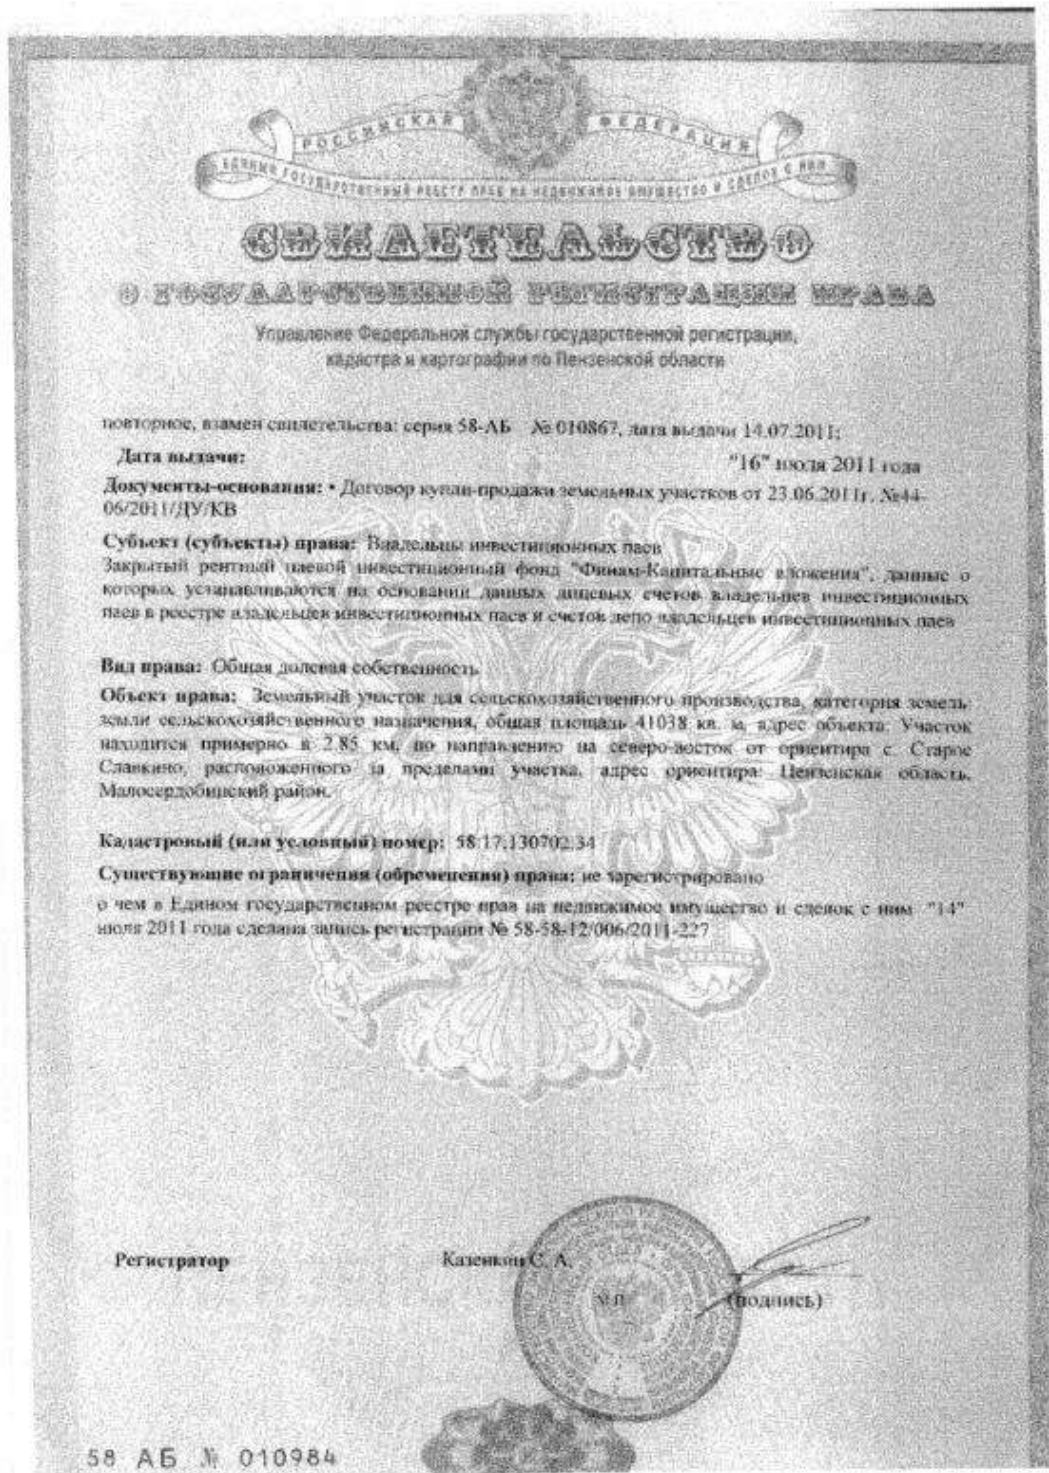 РОССИЙСКАЯ ФЕДЕРАЦИЯ
ЕДИНЫЙ ГОСУДАРСТВЕННЫЙ РЕЕСТР ПРАВ НА НЕДВИЖИМОЕ ИМУЩЕСТВО И СДЕЛОК С НИМ
СВИДЕТЕЛЬСТВО
О ГОСУДАРСТВЕННОЙ РЕГИСТРАЦИИ ПРАВА
Управление Федеральной службы государственной регистрации,
кадастра и картографии по Пензенской области
повторное, взамен свидетельства: серия 58-АБ № 010867, дата выдачи 14.07.2011;
Дата выдачи: "16" июля 2011 года
Документы-основания: • Договор купли-продажи земельных участков от 23.06.2011г. №44-
06/2011/ДУ/КВ
Субъект (субъекты) права: Владельцы инвестиционных паев
Закрытый рентный паевой инвестиционный фонд "Финам-Капитальные вложения", данные о
которых устанавливаются на основании данных лицевых счетов владельцев инвестиционных
паев в реестре владельцев инвестиционных паев и счетов депо владельцев инвестиционных паев
Вид права: Общая долевая собственность
Объект права: Земельный участок для сельскохозяйственного производства, категория земель:
земли сельскохозяйственного назначения, общая площадь 41038 кв. м, адрес объекта: Участок
находится примерно в 2,85 км, по направлению на северо-восток от ориентира с. Старое
Славкино, расположенного за пределами участка, адрес ориентира: Пензенская область,
Малосердобинский район.
Кадастровый (или условный) номер: 58:17:130702:34
Существующие ограничения (обременения) права: не зарегистрировано
о чем в Едином государственном реестре прав на недвижимое имущество и сделок с ним "14"
июля 2011 года сделана запись регистрации № 58-58-12/006/2011-227
Регистратор Казенкин С. А.
М.П. (подпись)
58 АБ № 010984